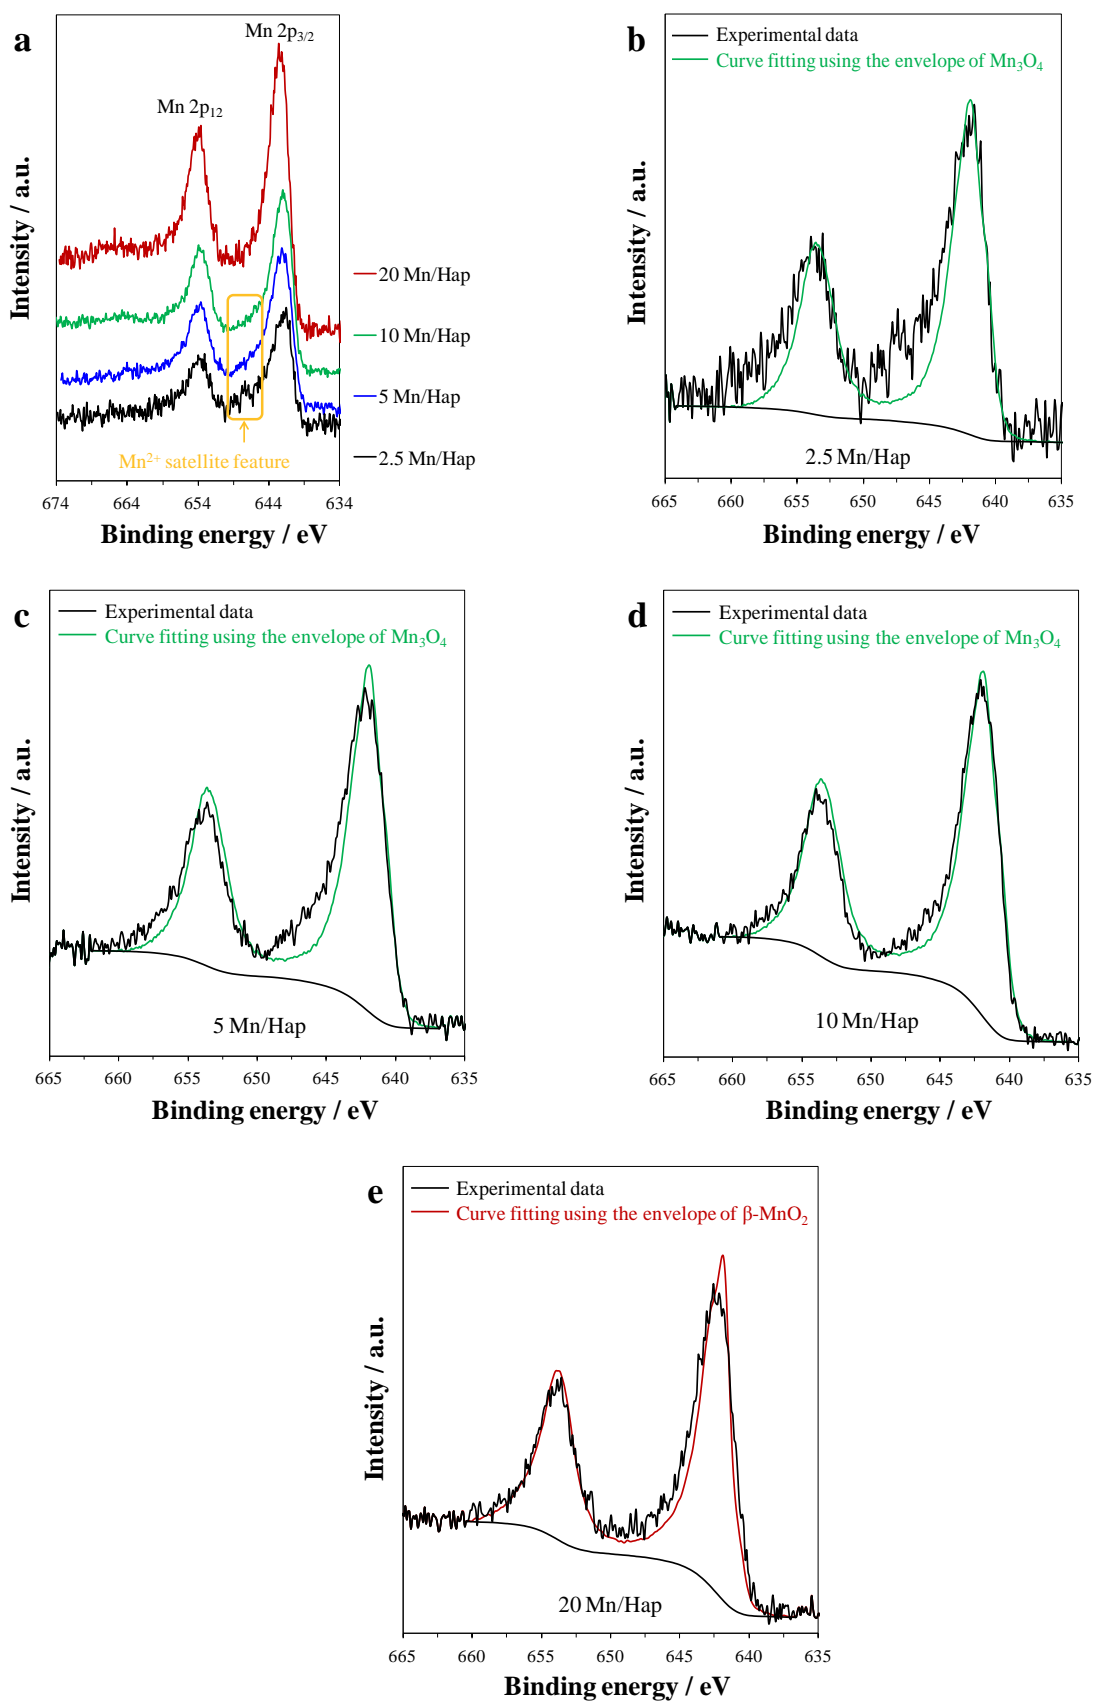 a
Mn 2p3/2
Mn 2p12
Intensity / a.u.
20 Mn/Hap
10 Mn/Hap
5 Mn/Hap
2.5 Mn/Hap
Mn2+ satellite feature
674 664 654 644 634
Binding energy / eV
b
Experimental data
Curve fitting using the envelope of Mn3O4
Intensity / a.u.
2.5 Mn/Hap
665 660 655 650 645 640 635
Binding energy / eV
c
Experimental data
Curve fitting using the envelope of Mn3O4
Intensity / a.u.
5 Mn/Hap
665 660 655 650 645 640 635
Binding energy / eV
d
Experimental data
Curve fitting using the envelope of Mn3O4
Intensity / a.u.
10 Mn/Hap
665 660 655 650 645 640 635
Binding energy / eV
e
Experimental data
Curve fitting using the envelope of β-MnO2
Intensity / a.u.
20 Mn/Hap
665 660 655 650 645 640 635
Binding energy / eV